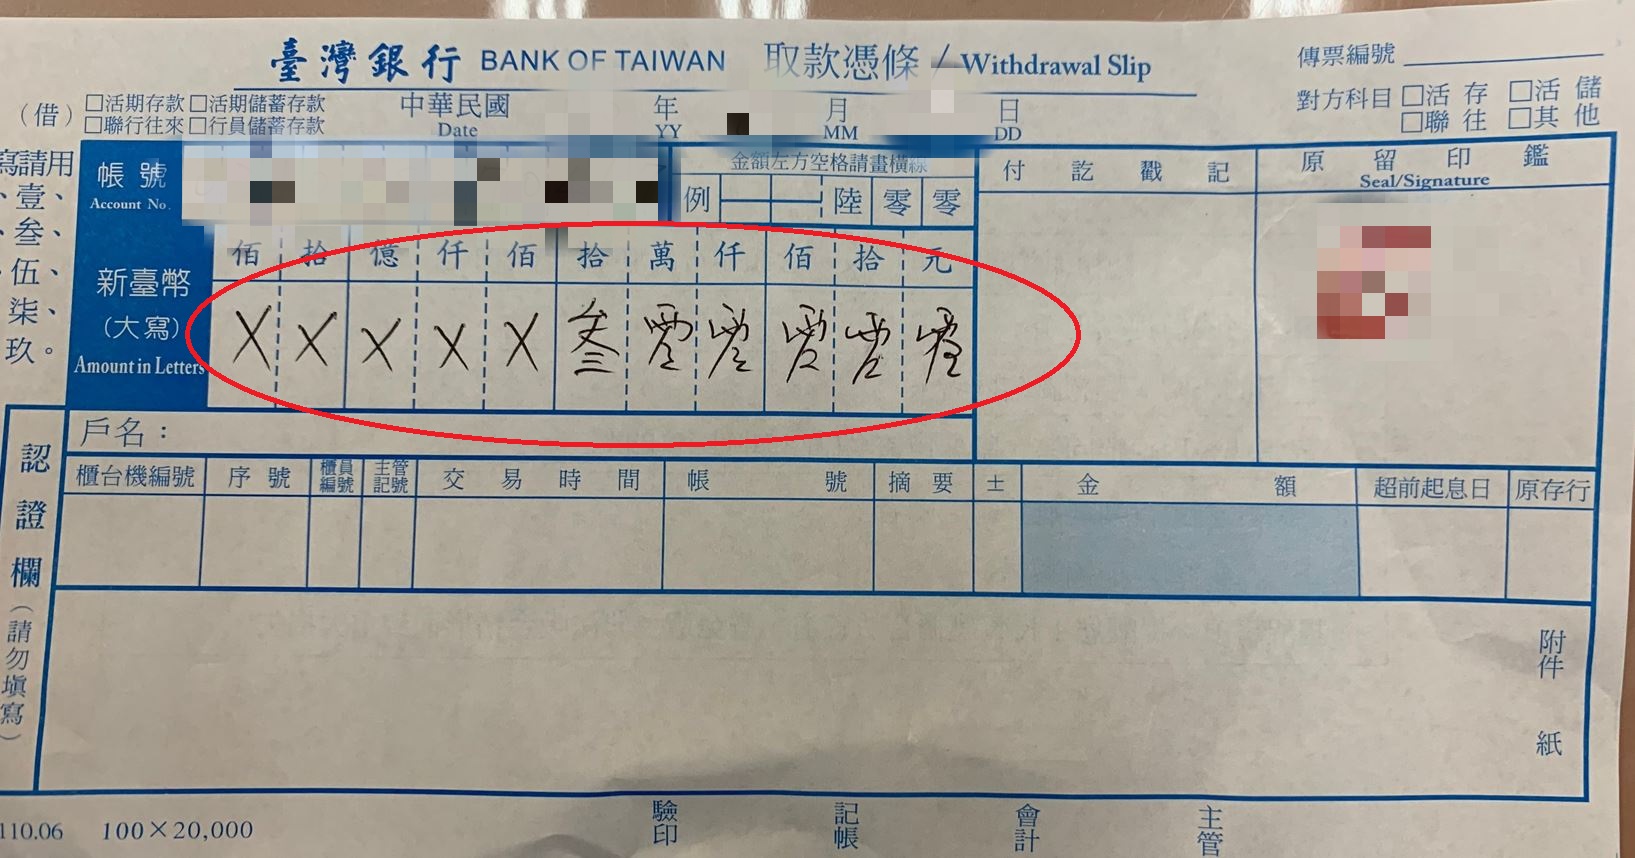 臺灣銀行 BANK OF TAIWAN 取款憑條 / Withdrawal Slip
傳票編號
(借) □活期存款 □活期儲蓄存款
□聯行往來 □行員儲蓄存款
中華民國 年 月 日
Date YY MM DD
對方科目 □活存 □活儲
□聯往 □其他
寫請用
、壹、
、叁、
伍、
柒、
玖。
帳號
Account No.
金額左方空格請畫橫線
例 陸 零 零
付訖戳記
原留印鑑
Seal/Signature
新臺幣
(大寫)
Amount in Letters
佰 拾 億 仟 佰 拾 萬 仟 佰 拾 元
X X X X X 叁 零 零 零 零 零
戶名：
認證欄(請勿填寫)
櫃台機編號 序號 櫃員編號 主管記號 交易時間 帳號 摘要 ± 金額 超前起息日 原存行
附件 紙
110.06 100×20,000
驗印 記帳 會計 主管